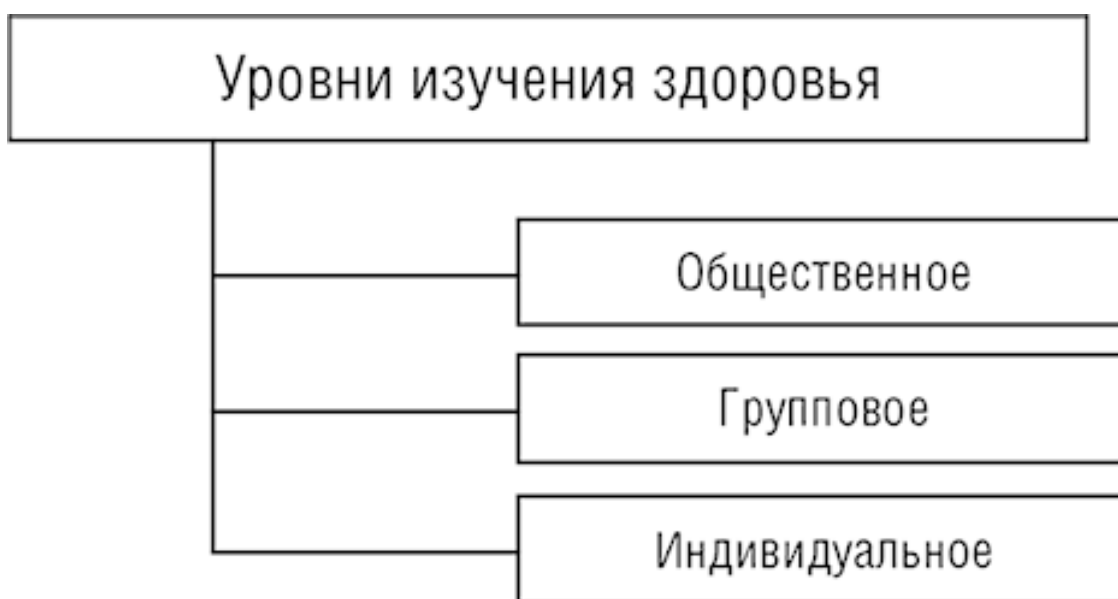 Уровни изучения здоровья
Общественное
Групповое
Индивидуальное